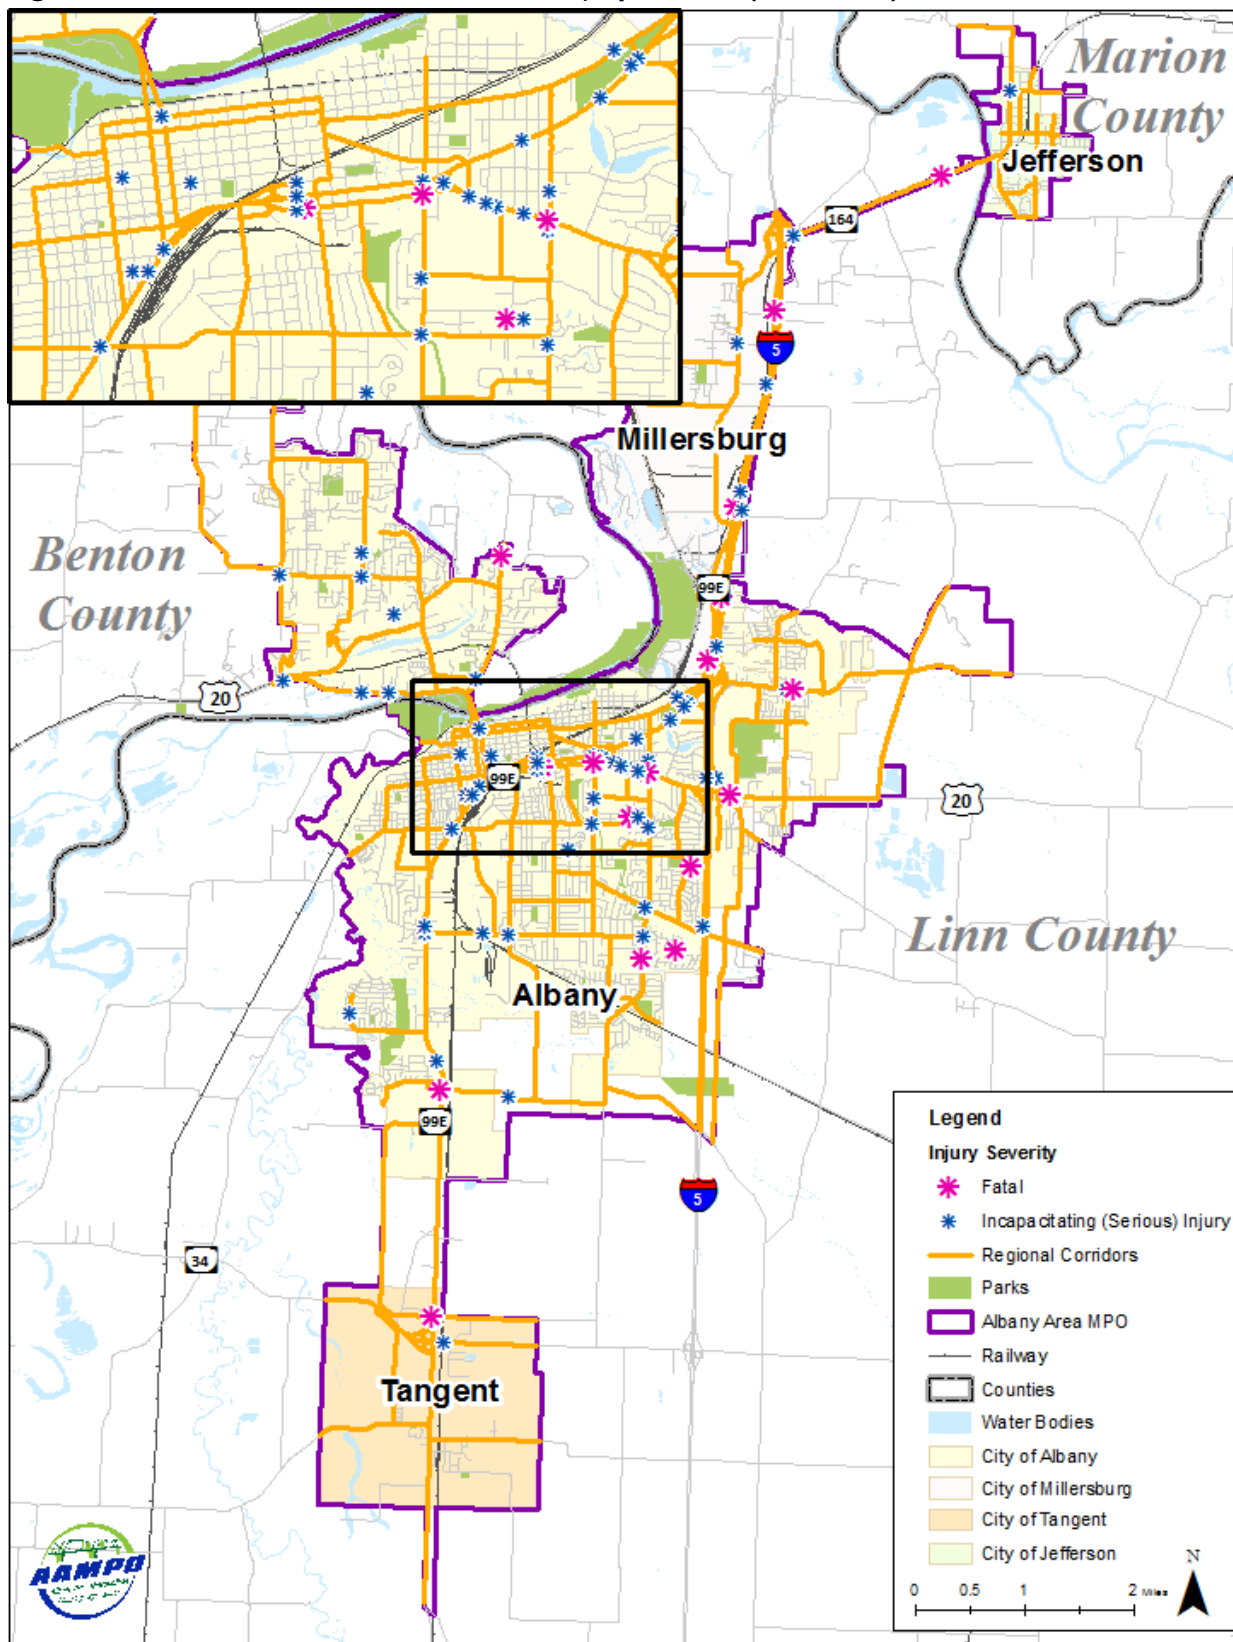 Marion
County
Jefferson
164
5
Millersburg
Benton
County
99E
20
99E
20
Linn County
Albany
99E
5
34
Tangent
Legend
Injury Severity
Fatal
Incapacitating (Serious) Injury
Regional Corridors
Parks
Albany Area MPO
Railway
Counties
Water Bodies
City of Albany
City of Millersburg
City of Tangent
City of Jefferson
N
0 0.5 1 2 Miles
AAMPO